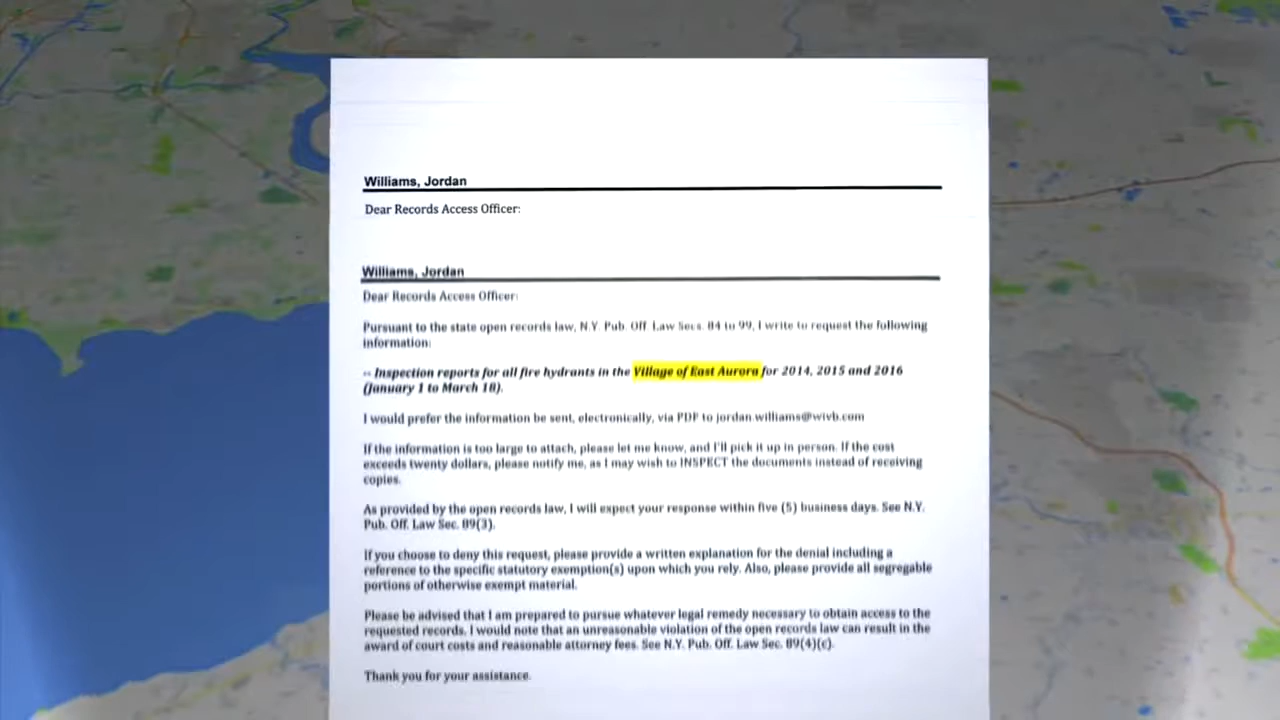 Williams, Jordan
Dear Records Access Officer:
Williams, Jordan
Dear Records Access Officer:
Pursuant to the state open records law, N.Y. Pub. Off. Law Secs. 84 to 99, I write to request the following
information:
-- Inspection reports for all fire hydrants in the Village of East Aurora for 2014, 2015 and 2016
(January 1 to March 18).
I would prefer the information be sent, electronically, via PDF to jordan.williams@wivb.com
If the information is too large to attach, please let me know, and I'll pick it up in person. If the cost
exceeds twenty dollars, please notify me, as I may wish to INSPECT the documents instead of receiving
copies.
As provided by the open records law, I will expect your response within five (5) business days. See N.Y.
Pub. Off. Law Sec. 89(3).
If you choose to deny this request, please provide a written explanation for the denial including a
reference to the specific statutory exemption(s) upon which you rely. Also, please provide all segregable
portions of otherwise exempt material.
Please be advised that I am prepared to pursue whatever legal remedy necessary to obtain access to the
requested records. I would note that an unreasonable violation of the open records law can result in the
award of court costs and reasonable attorney fees. See N.Y. Pub. Off. Law Sec. 89(4)(c).
Thank you for your assistance.